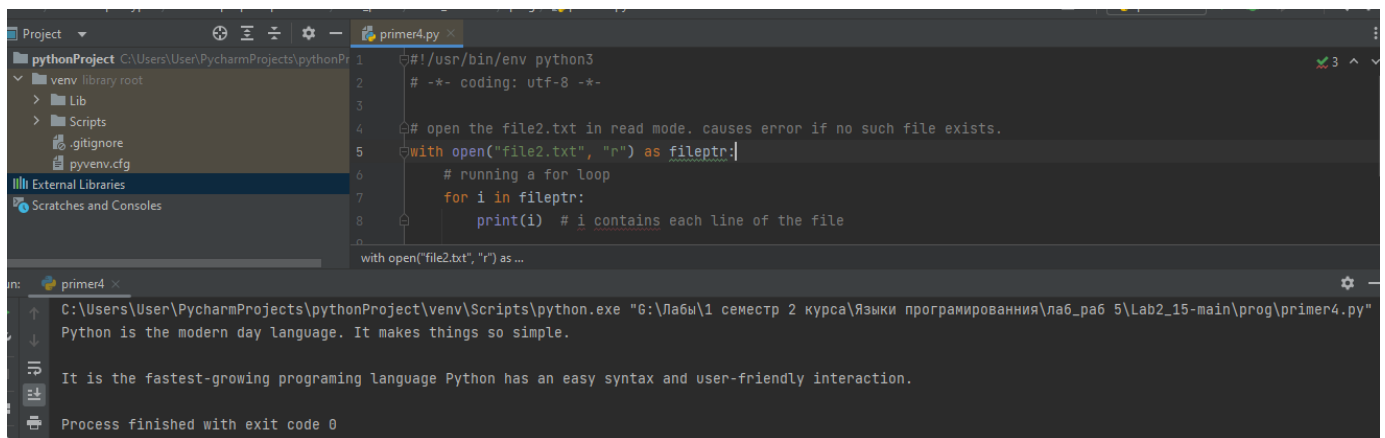 Project
primer4.py
pythonProject C:\Users\User\PycharmProjects\pythonPr
venv library root
Lib
Scripts
.gitignore
pyvenv.cfg
External Libraries
Scratches and Consoles
3
1 #!/usr/bin/env python3
2 # -*- coding: utf-8 -*-
3
4 # open the file2.txt in read mode. causes error if no such file exists.
5 with open("file2.txt", "r") as fileptr:
6 # running a for loop
7 for i in fileptr:
8 print(i) # i contains each line of the file
with open("file2.txt", "r") as ...
primer4
C:\Users\User\PycharmProjects\pythonProject\venv\Scripts\python.exe "G:\Лабы\1 семестр 2 курса\Языки програмированния\лаб_раб 5\Lab2_15-main\prog\primer4.py"
Python is the modern day language. It makes things so simple.
It is the fastest-growing programing language Python has an easy syntax and user-friendly interaction.
Process finished with exit code 0